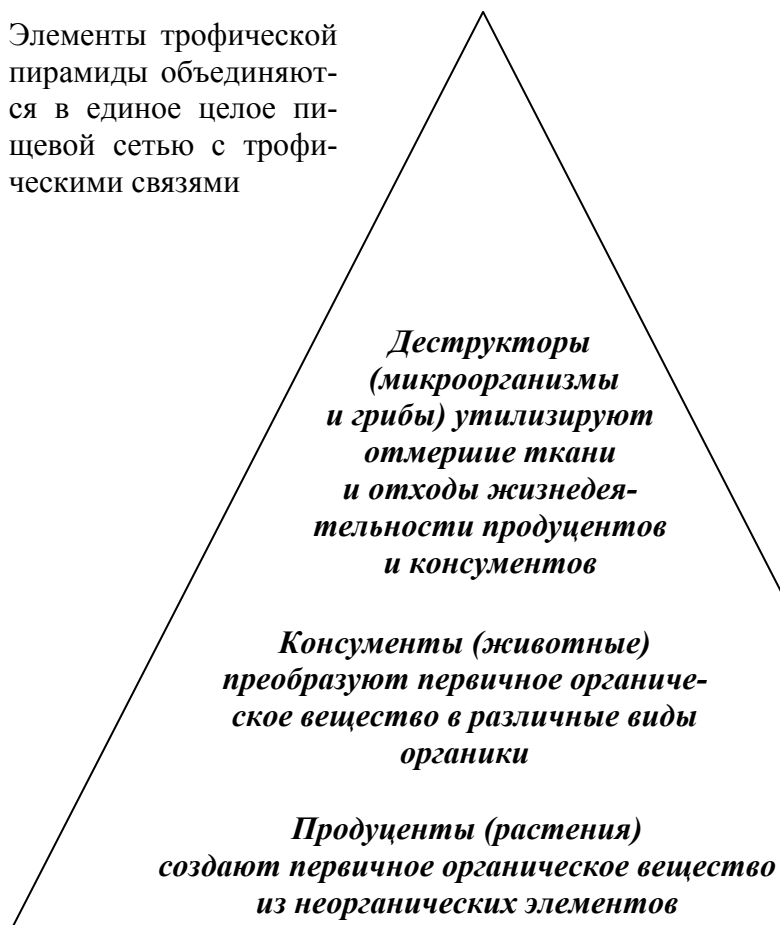 Элементы трофической
пирамиды объединяют-
ся в единое целое пи-
щевой сетью с трофи-
ческими связями
Деструкторы
(микроорганизмы
и грибы) утилизируют
отмершие ткани
и отходы жизнедея-
тельности продуцентов
и консументов
Консументы (животные)
преобразуют первичное органиче-
ское вещество в различные виды
органики
Продуценты (растения)
создают первичное органическое вещество
из неорганических элементов